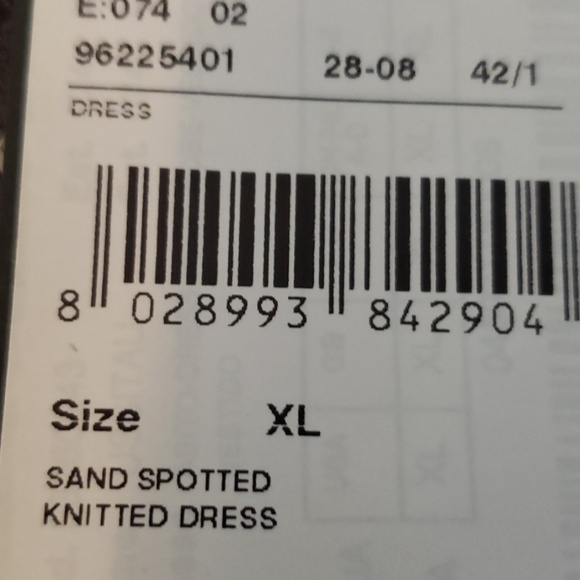 E:074 02
96225401 28-08 42/1
DRESS
8 028993 842904
Size XL
SAND SPOTTED
KNITTED DRESS